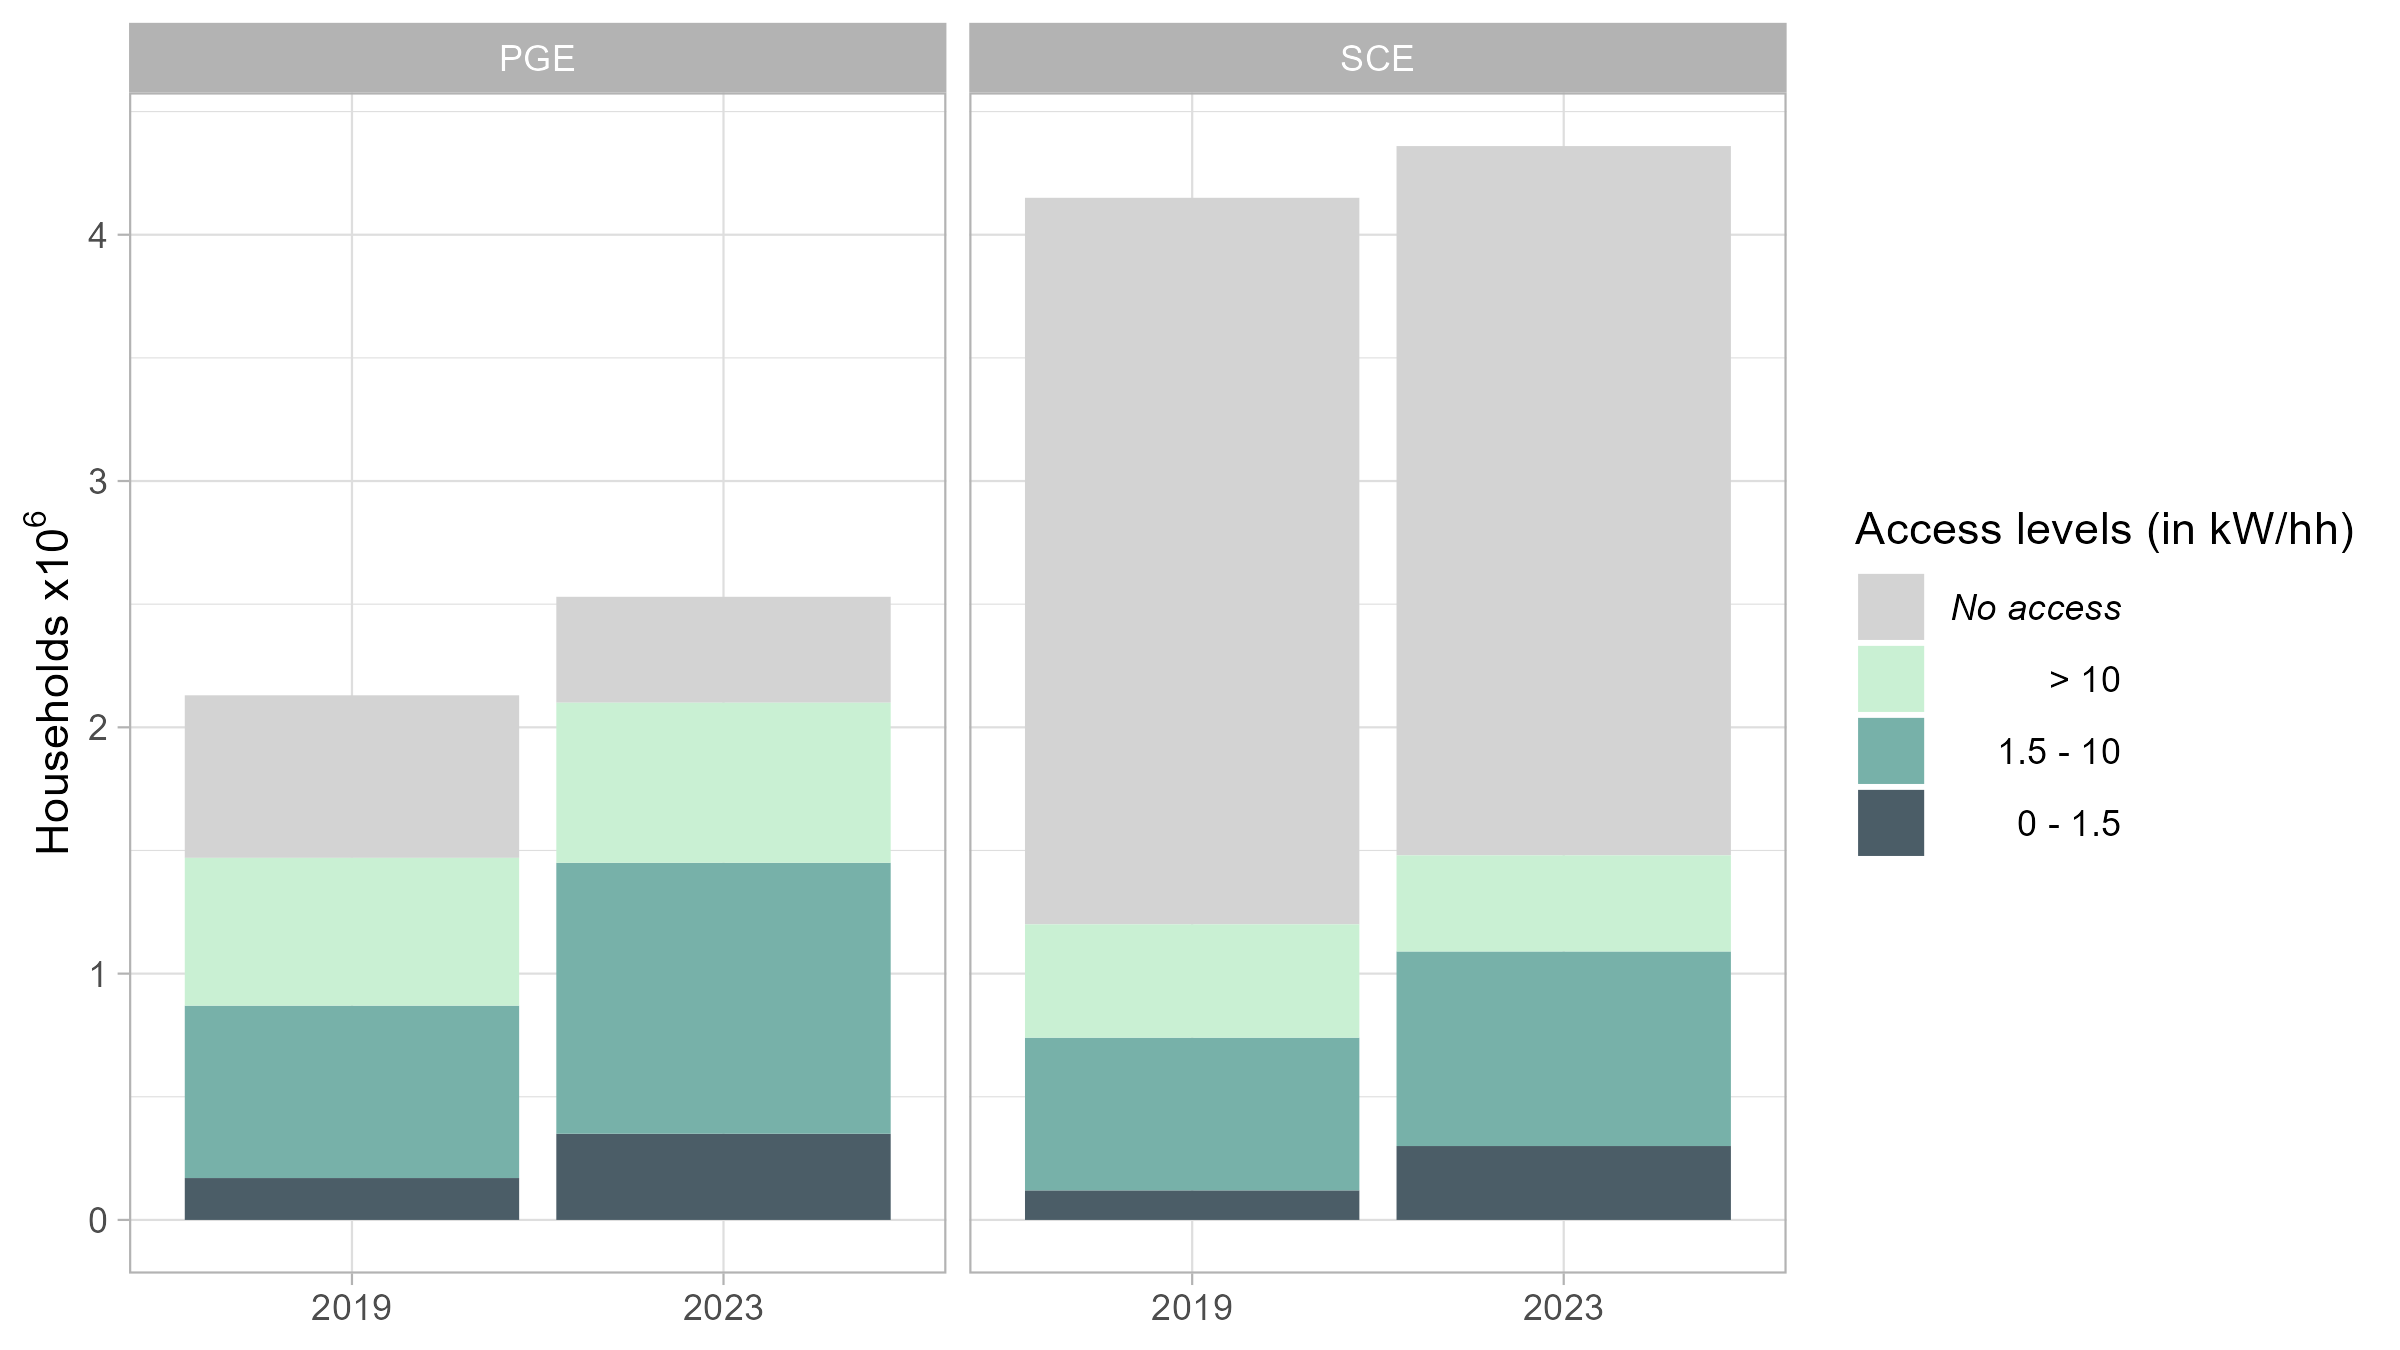 PGE
SCE
Households x10⁶
4
3
2
1
0
2019
2023
2019
2023
Access levels (in kW/hh)
No access
> 10
1.5 - 10
0 - 1.5